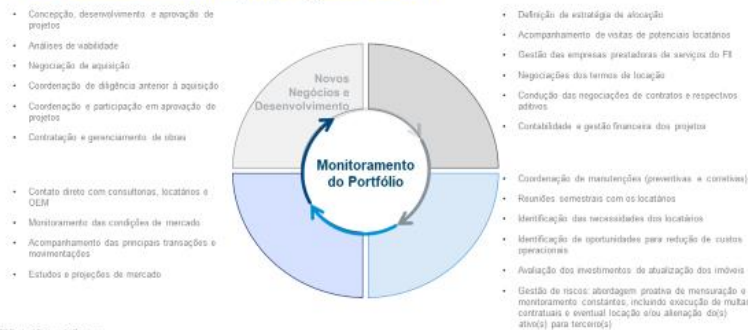 • Concepção, desenvolvimento e aprovação de
projetos
• Análises de viabilidade
• Negociação de aquisição
• Coordenação de diligência anterior à aquisição
• Coordenação e participação em aprovação de
projetos
• Contratação e gerenciamento de obras
Novos
Negócios e
Desenvolvimento
• Definição de estratégia de alocação
• Acompanhamento de visitas de potenciais locatários
• Gestão das empresas prestadoras de serviços do FII
• Negociações dos termos de locação
• Condução das negociações de contratos e respectivos
aditivos
• Contabilidade e gestão financeira dos projetos
Monitoramento
do Portfólio
• Contato direto com consultorias, locatários e
OEM
• Monitoramento das condições de mercado
• Acompanhamento das principais transações e
movimentações
• Estudos e projeções de mercado
• Coordenação de manutenções (preventivas e corretivas)
• Reuniões semestrais com os locatários
• Identificação das necessidades dos locatários
• Identificação de oportunidades para redução de custos
operacionais
• Avaliação dos investimentos de atualização dos imóveis
• Gestão de riscos: abordagem proativa de mensuração e
monitoramento constantes, incluindo execução de multas
contratuais e eventual locação e/ou alienação do(s)
ativo(s) para terceiro(s)